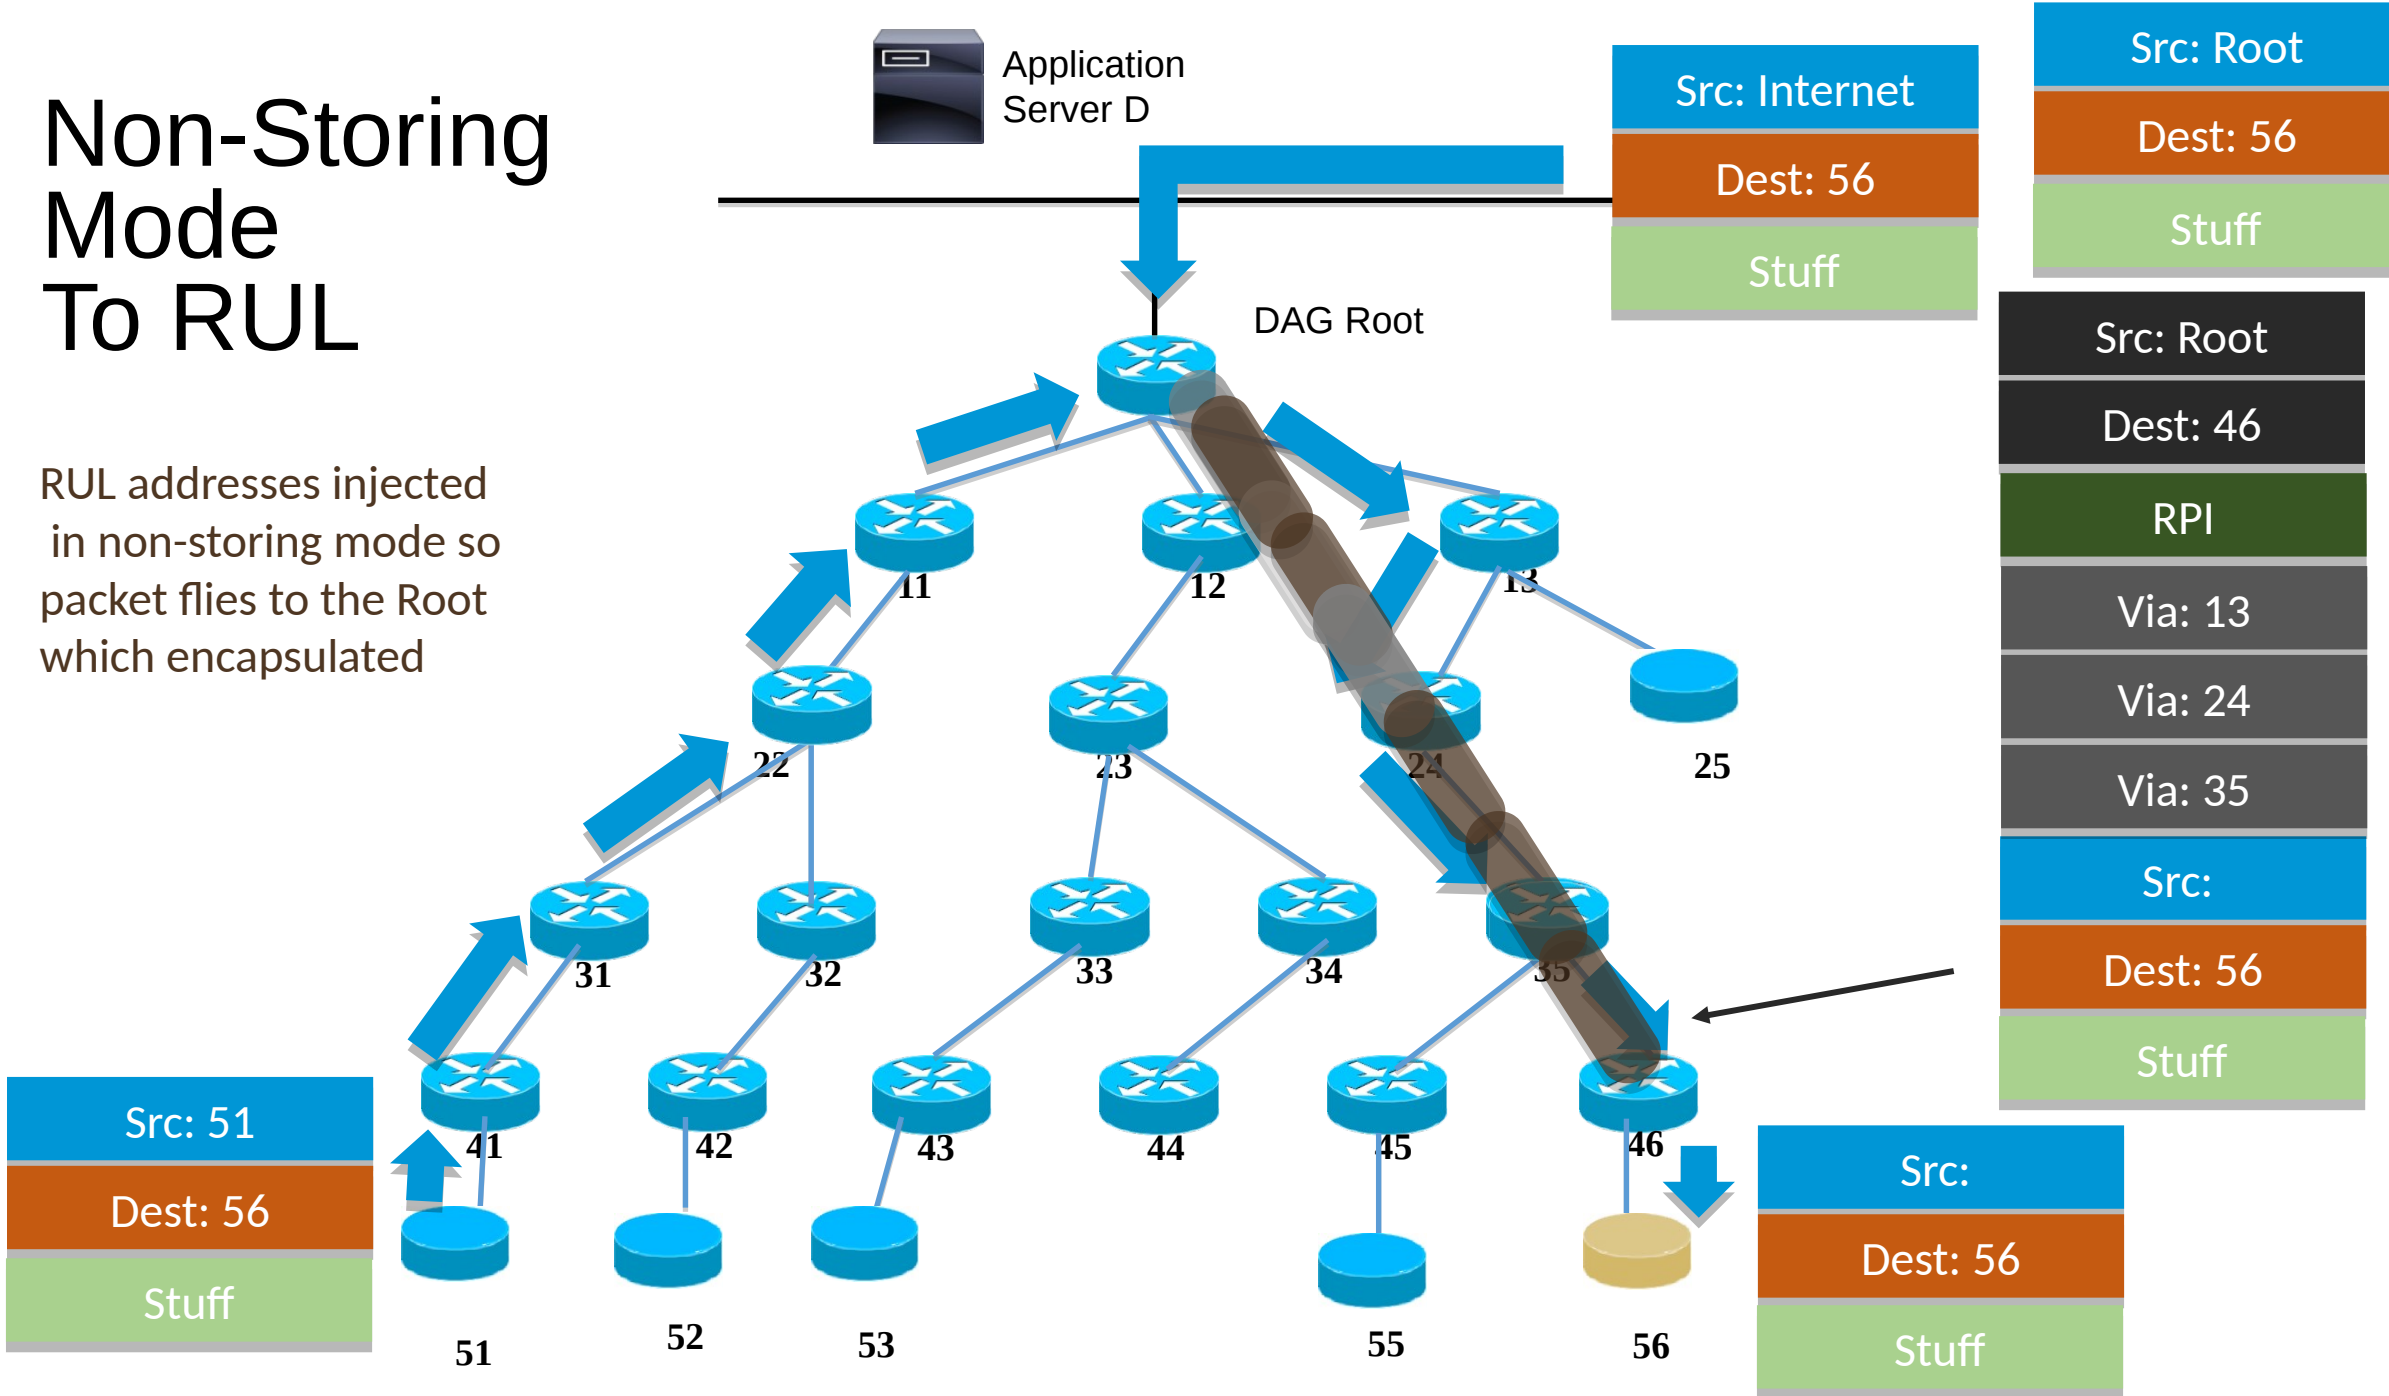 Non-Storing
Mode
To RUL
RUL addresses injected
in non-storing mode so
packet flies to the Root
which encapsulated
Application
Server D
DAG Root
Src: Internet
Dest: 56
Stuff
Src: Root
Dest: 56
Stuff
Src: Root
Dest: 46
RPI
Via: 13
Via: 24
Via: 35
Src:
Dest: 56
Stuff
11
12
13
22
23
24
25
31
32
33
34
35
41
42
43
44
45
46
Src: 51
Dest: 56
Stuff
Src:
Dest: 56
Stuff
51
52
53
55
56